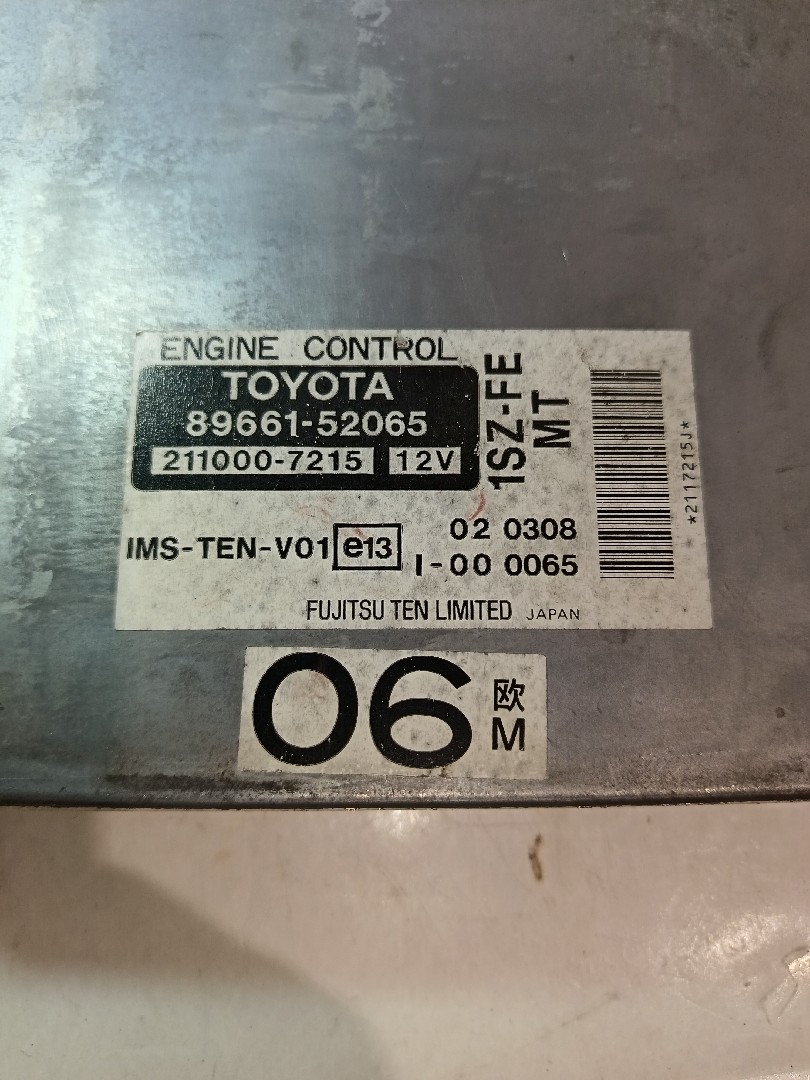 ENGINE CONTROL
TOYOTA
89661-52065
211000-7215 12V
1SZ-FE
MT
*2117215J*
IMS-TEN-V01 e13 02 0308
I-00 0065
FUJITSU TEN LIMITED JAPAN
06 欧
M